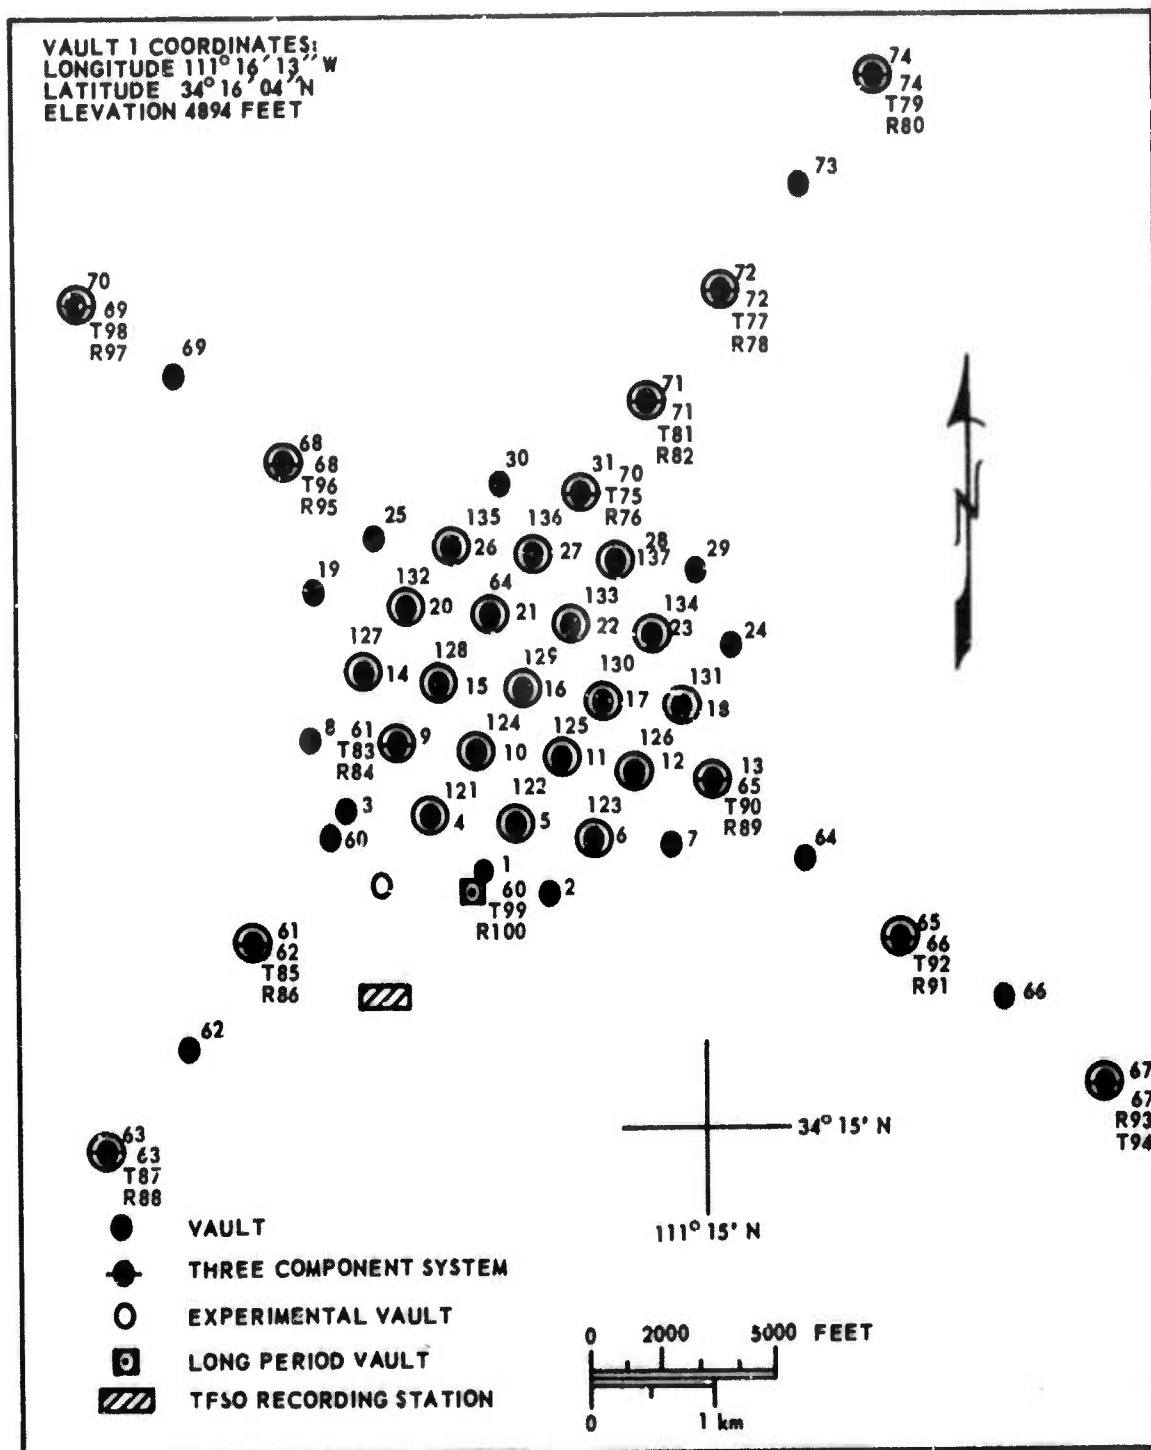 VAULT 1 COORDINATES:
LONGITUDE 111° 16′ 13″ W
LATITUDE 34° 16′ 04″ N
ELEVATION 4894 FEET
74
74
T79
R80
73
70
69
T98
R97
72
72
T77
R78
69
71
71
T81
R82
68
68
T96
R95
30
31
70
T75
R76
N
25
135
26
136
27
28
137
29
19
132
20
64
21
133
22
134
23
24
127
14
128
15
129
16
130
17
131
18
8
61
T83
R84
9
124
10
125
11
126
12
13
65
T90
R89
3
60
121
4
122
5
123
6
7
64
1
60
T99
R100
2
61
62
T85
R86
65
66
T92
R91
66
62
67
67
R93
T94
34° 15' N
111° 15' N
63
63
T87
R88
VAULT
THREE COMPONENT SYSTEM
EXPERIMENTAL VAULT
LONG PERIOD VAULT
TFSO RECORDING STATION
0 2000 5000 FEET
0 1 km